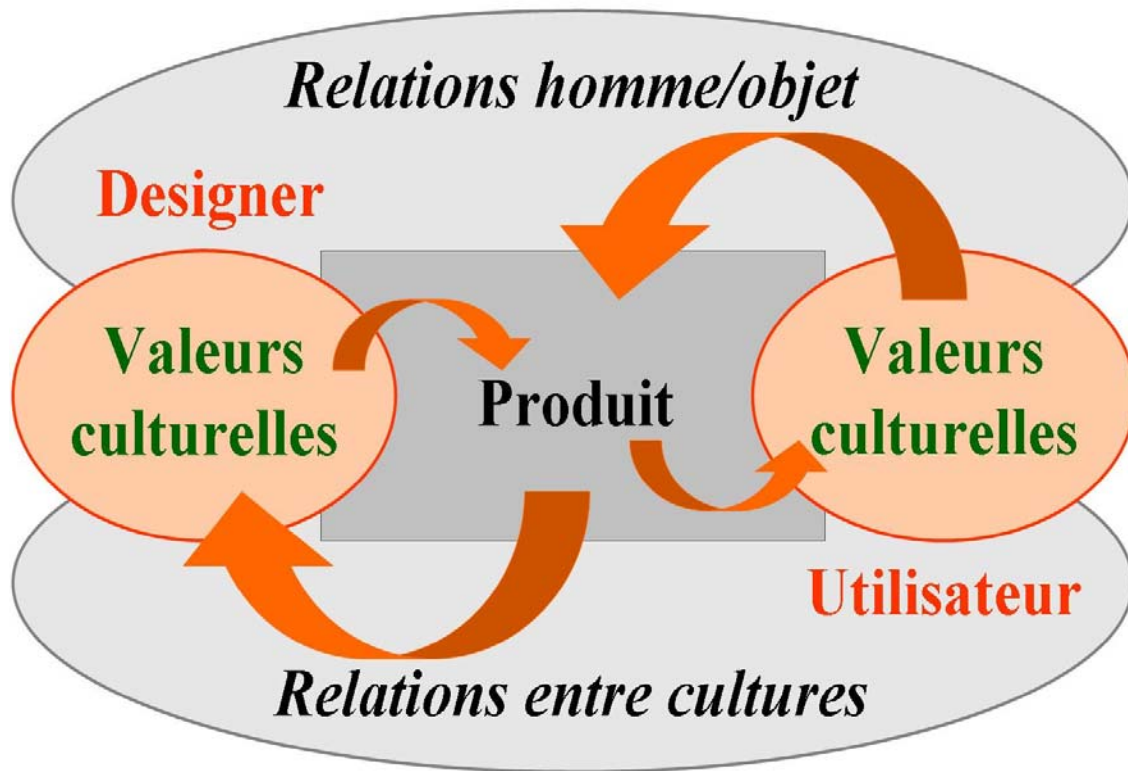 Relations homme/objet
Designer
Valeurs
culturelles
Produit
Valeurs
culturelles
Utilisateur
Relations entre cultures